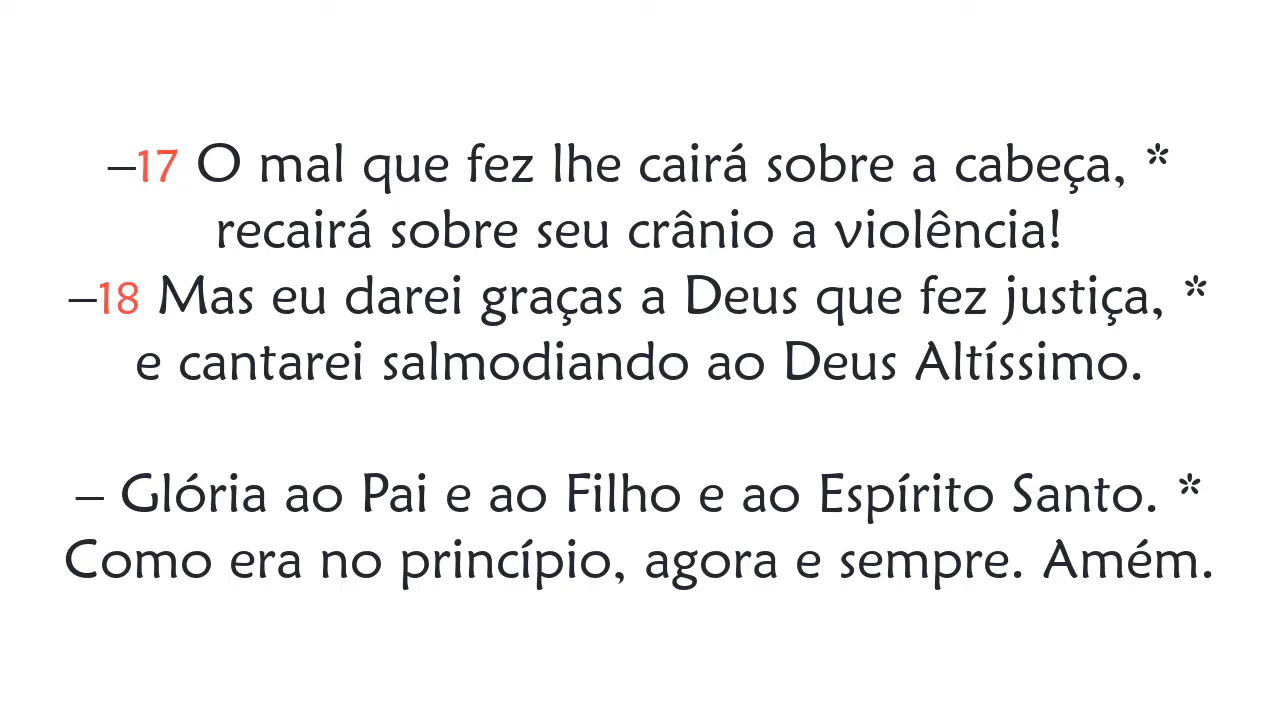 –17 O mal que fez lhe cairá sobre a cabeça, *
recairá sobre seu crânio a violência!
–18 Mas eu darei graças a Deus que fez justiça, *
e cantarei salmodiando ao Deus Altíssimo.
– Glória ao Pai e ao Filho e ao Espírito Santo. *
Como era no princípio, agora e sempre. Amém.